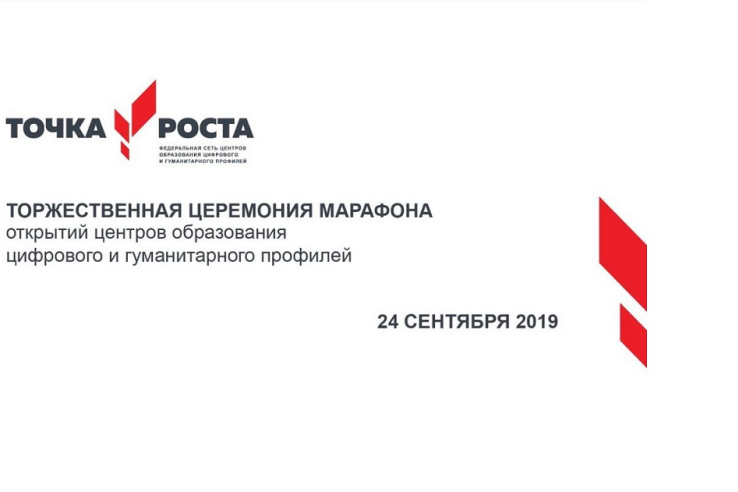 ТОЧКА РОСТА
ФЕДЕРАЛЬНАЯ СЕТЬ ЦЕНТРОВ
ОБРАЗОВАНИЯ ЦИФРОВОГО
И ГУМАНИТАРНОГО ПРОФИЛЕЙ
ТОРЖЕСТВЕННАЯ ЦЕРЕМОНИЯ МАРАФОНА
открытий центров образования
цифрового и гуманитарного профилей
24 СЕНТЯБРЯ 2019